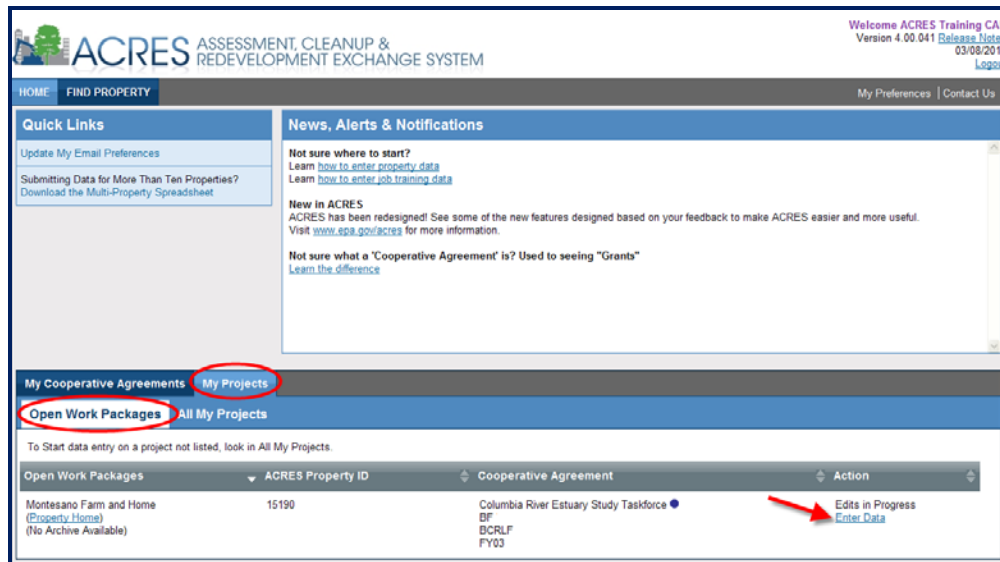 ACRES ASSESSMENT, CLEANUP &
REDEVELOPMENT EXCHANGE SYSTEM
Welcome ACRES Training CA
Version 4.00.041 Release Note
03/08/201
Logou
HOME FIND PROPERTY
My Preferences | Contact Us
Quick Links
Update My Email Preferences
Submitting Data for More Than Ten Properties?
Download the Multi-Property Spreadsheet
News, Alerts & Notifications
Not sure where to start?
Learn how to enter property data
Learn how to enter job training data
New in ACRES
ACRES has been redesigned! See some of the new features designed based on your feedback to make ACRES easier and more useful.
Visit www.epa.gov/acres for more information.
Not sure what a 'Cooperative Agreement' is? Used to seeing "Grants"
Learn the difference
My Cooperative Agreements My Projects
Open Work Packages All My Projects
To Start data entry on a project not listed, look in All My Projects.
Open Work Packages ACRES Property ID Cooperative Agreement Action
Montesano Farm and Home 15190 Columbia River Estuary Study Taskforce Edits in Progress
(Property Home) BF Enter Data
(No Archive Available) BCRLF
FY03